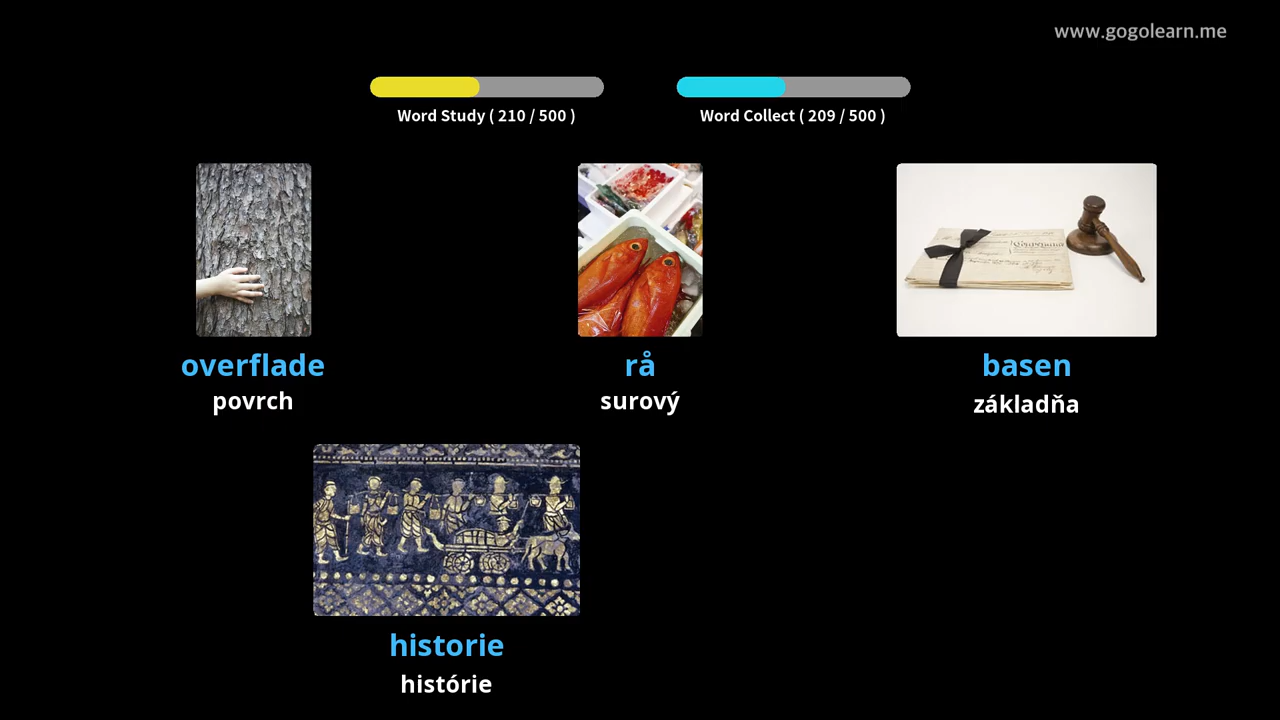 www.gogolearn.me
Word Study ( 210 / 500 )
Word Collect ( 209 / 500 )
overflade
povrch
rå
surový
basen
základňa
historie
histórie